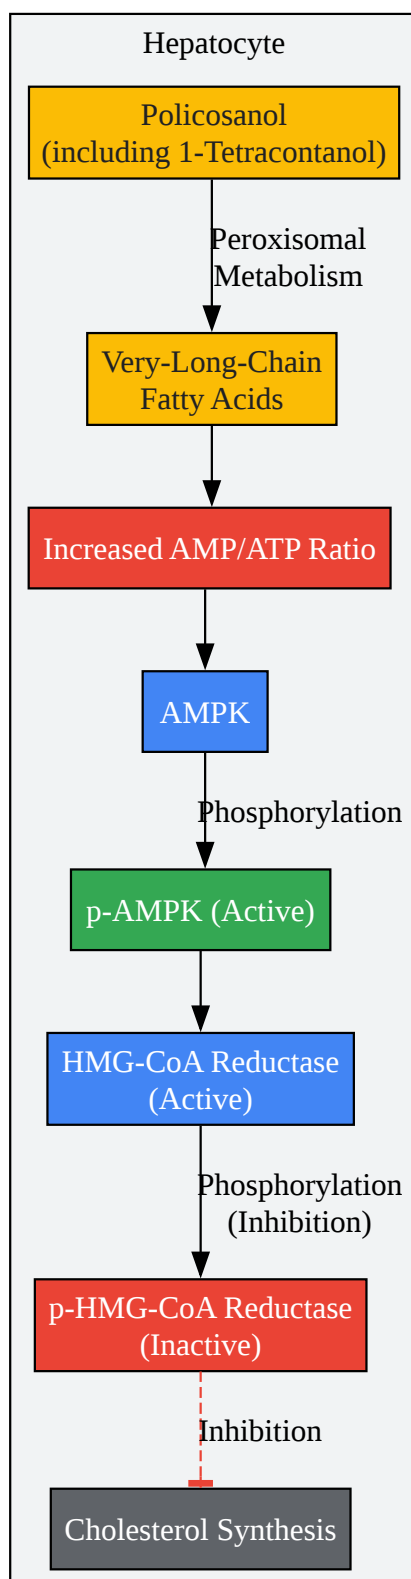 Hepatocyte
Policosanol
(including 1-Tetracontanol)
Peroxisomal
Metabolism
Very-Long-Chain
Fatty Acids
Increased AMP/ATP Ratio
AMPK
Phosphorylation
p-AMPK (Active)
HMG-CoA Reductase
(Active)
Phosphorylation
(Inhibition)
p-HMG-CoA Reductase
(Inactive)
Inhibition
Cholesterol Synthesis